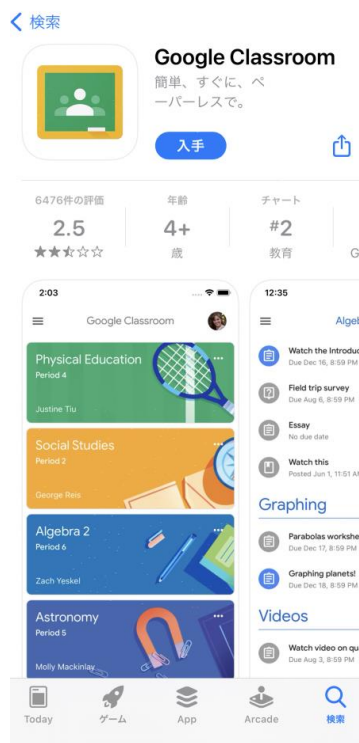 検索
Google Classroom
簡単、すぐに、ペ
ーパーレスで。
入手
6476件の評価
年齢
チャート
2.5
4+
#2
歳
教育
G
2:03
Google Classroom
Physical Education
Period 4
Justine Tiu
Social Studies
Period 2
George Reis
Algebra 2
Period 6
Zach Yeskel
Astronomy
Period 5
Molly Mackinlay
12:35
Algeb
Watch the Introduc
Due Dec 16, 8:59 PM
Field trip survey
Due Aug 6, 8:59 PM
Essay
No due date
Watch this
Posted Jun 1, 11:51 AM
Graphing
Parabolas workshe
Due Dec 17, 8:59 PM
Graphing planets!
Due Dec 18, 8:59 PM
Videos
Watch video on qua
Due Aug 3, 8:59 PM
Today
ゲーム
App
Arcade
検索